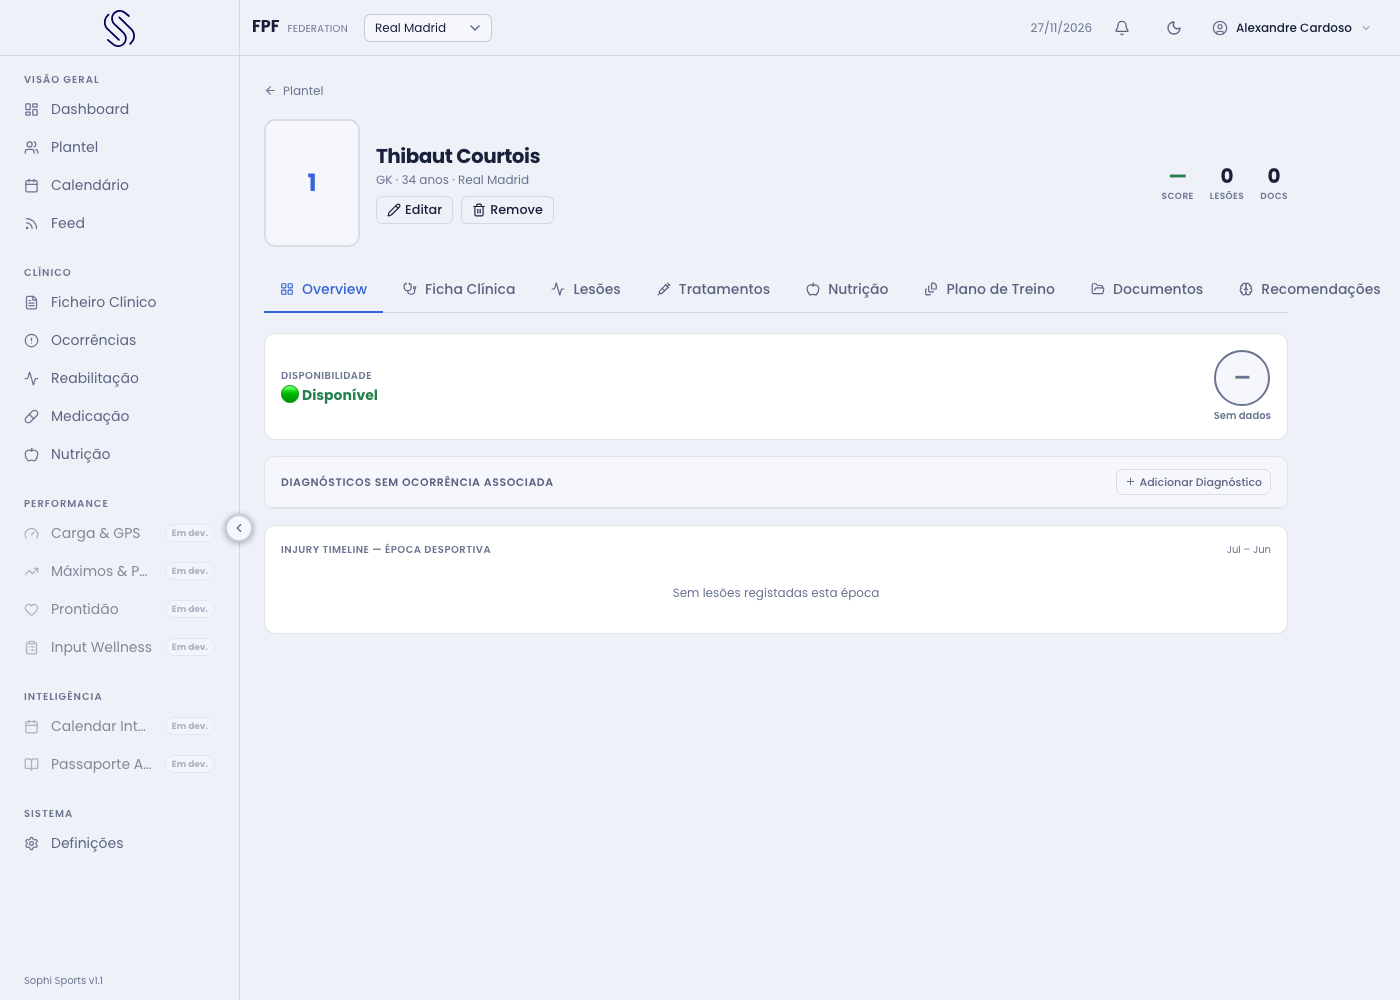 FPF FEDERATION Real Madrid 27/11/2026 Alexandre Cardoso
VISÃO GERAL
Dashboard
Plantel
Calendário
Feed
CLÍNICO
Ficheiro Clínico
Ocorrências
Reabilitação
Medicação
Nutrição
PERFORMANCE
Carga & GPS Em dev.
Máximos & P... Em dev.
Prontidão Em dev.
Input Wellness Em dev.
INTELIGÊNCIA
Calendar Int... Em dev.
Passaporte A... Em dev.
SISTEMA
Definições
Sophi Sports v1.1
Plantel
1
Thibaut Courtois
GK · 34 anos · Real Madrid
Editar Remove
— 0 0
SCORE LESÕES DOCS
Overview Ficha Clínica Lesões Tratamentos Nutrição Plano de Treino Documentos Recomendações
DISPONIBILIDADE
Disponível
—
Sem dados
DIAGNÓSTICOS SEM OCORRÊNCIA ASSOCIADA + Adicionar Diagnóstico
INJURY TIMELINE — ÉPOCA DESPORTIVA Jul – Jun
Sem lesões registadas esta época